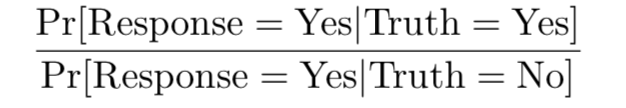 Pr[Response = Yes|Truth = Yes]
Pr[Response = Yes|Truth = No]